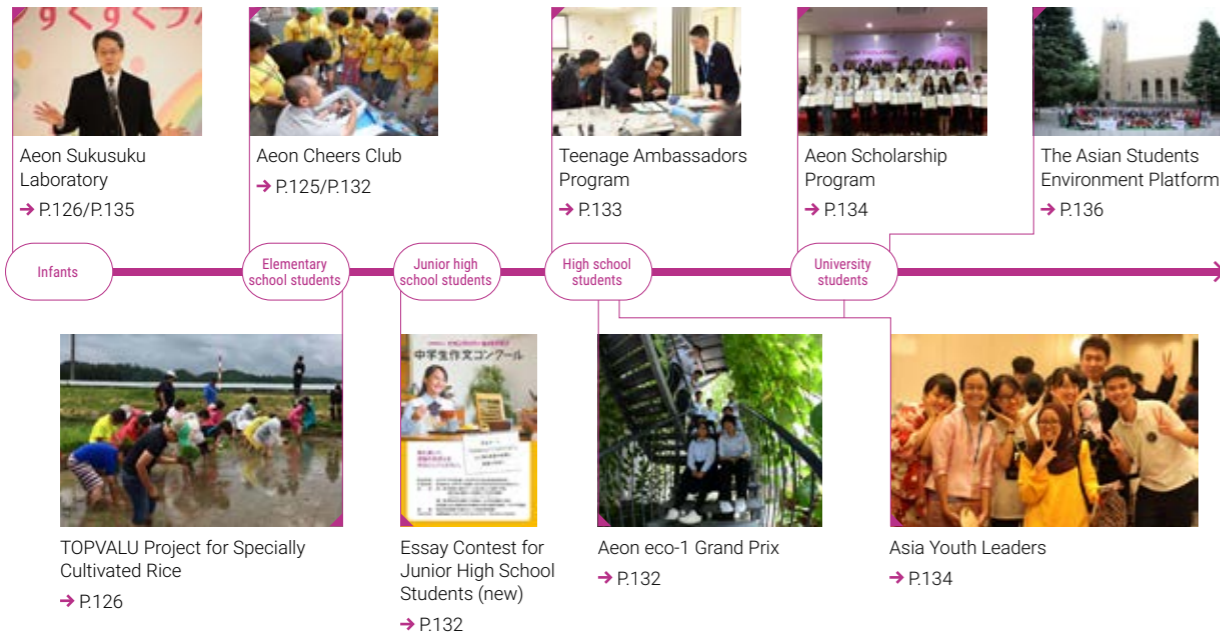 Aeon Sukusuku
Laboratory
→ P.126/P.135
Aeon Cheers Club
→ P.125/P.132
Teenage Ambassadors
Program
→ P.133
Aeon Scholarship
Program
→ P.134
The Asian Students
Environment Platform
→ P.136
Infants
Elementary
school students
Junior high
school students
High school
students
University
students
中学生作文コンクール
TOPVALU Project for Specially
Cultivated Rice
→ P.126
Essay Contest for
Junior High School
Students (new)
→ P.132
Aeon eco-1 Grand Prix
→ P.132
Asia Youth Leaders
→ P.134